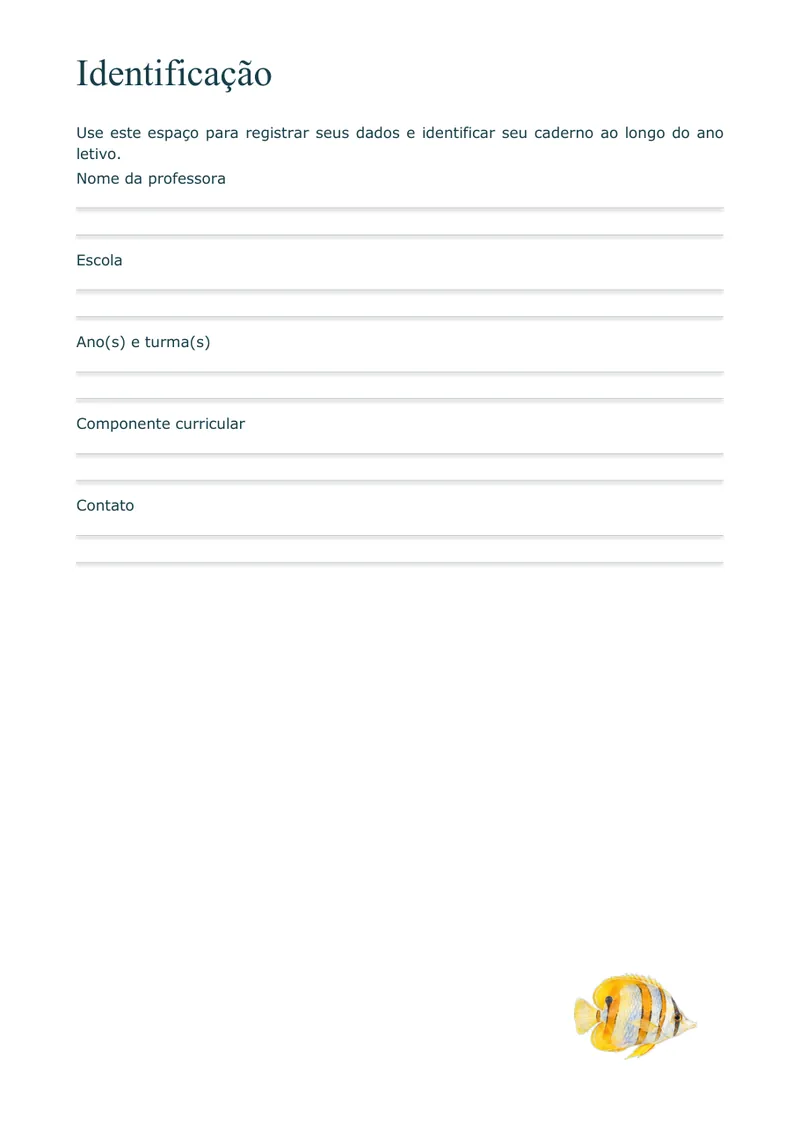 Identificação
Use este espaço para registrar seus dados e identificar seu caderno ao longo do ano
letivo.
Nome da professora
Escola
Ano(s) e turma(s)
Componente curricular
Contato